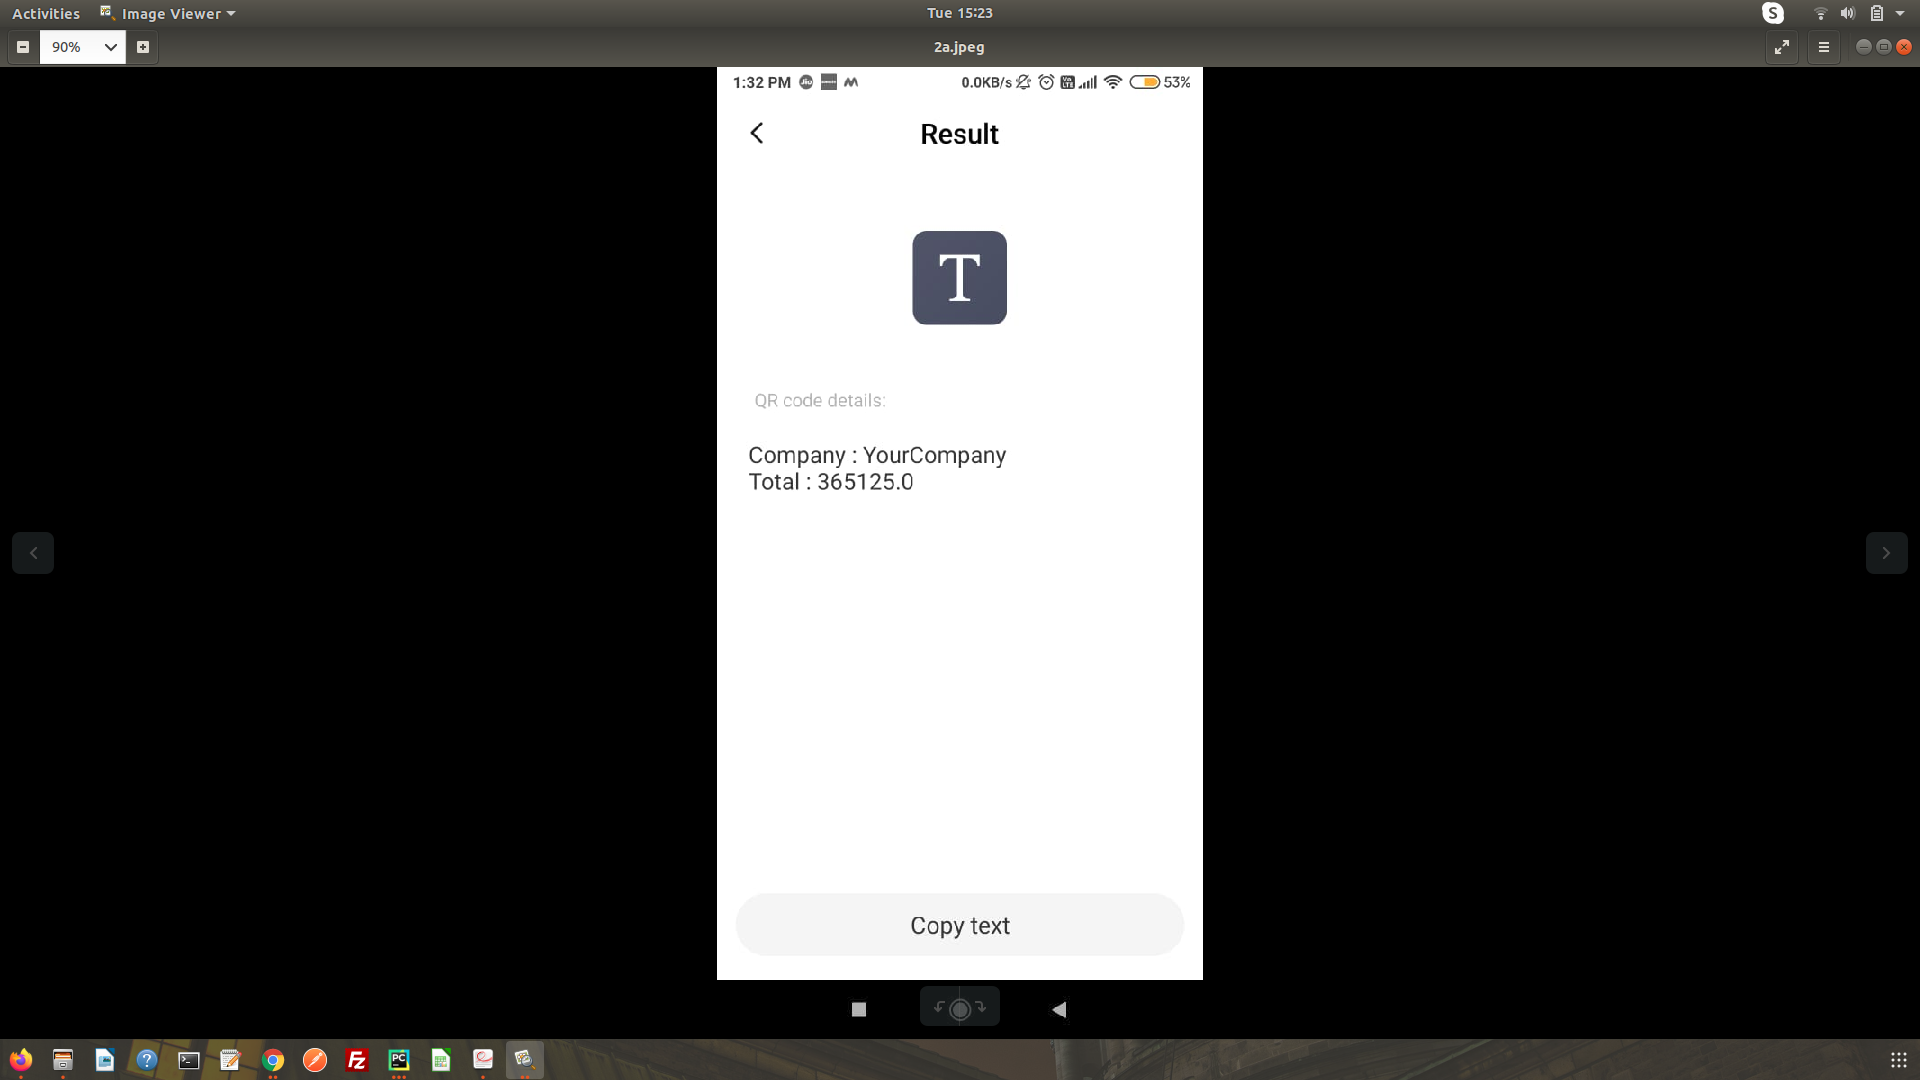 Activities Image Viewer Tue 15:23
90% 2a.jpeg
1:32 PM 0.0KB/s 53%
Result
T
QR code details:
Company : YourCompany
Total : 365125.0
Copy text